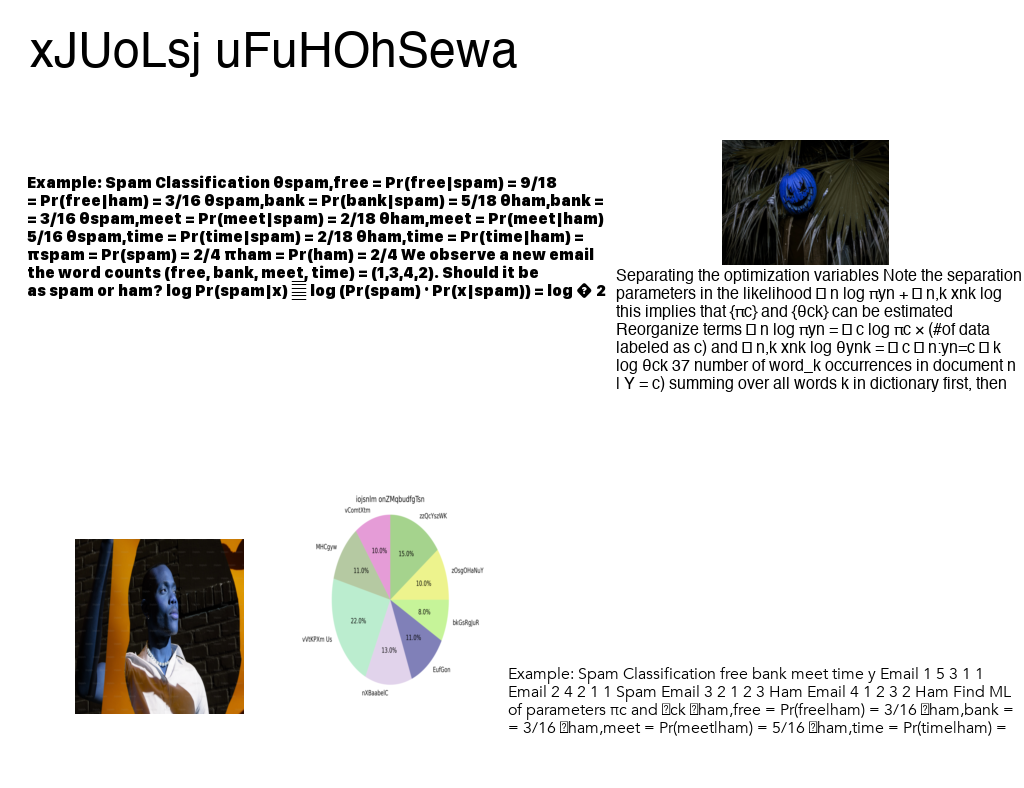 xJUoLsj uFuHOhSewa
Example: Spam Classification θspam,free = Pr(free|spam) = 9/18
= Pr(free|ham) = 3/16 θspam,bank = Pr(bank|spam) = 5/18 θham,bank =
= 3/16 θspam,meet = Pr(meet|spam) = 2/18 θham,meet = Pr(meet|ham)
5/16 θspam,time = Pr(time|spam) = 2/18 θham,time = Pr(time|ham) =
πspam = Pr(spam) = 2/4 πham = Pr(ham) = 2/4 We observe a new email
the word counts (free, bank, meet, time) = (1,3,4,2). Should it be
as spam or ham? log Pr(spam|x) log (Pr(spam) · Pr(x|spam)) = log � 2
Separating the optimization variables Note the separation
parameters in the likelihood n log πyn + n,k xnk log
this implies that {πc} and {θck} can be estimated
Reorganize terms n log πyn = c log πc × (#of data
labeled as c) and n,k xnk log θynk = c n:yn=c k
log θck 37 number of word_k occurrences in document n
| Y = c) summing over all words k in dictionary first, then
iojsnlm onZMqbudfgTsn
vComtXtm
zzQcYszWK
MHCgyw
10.0%
15.0%
11.0%
10.0%
zOsgOHaNuY
22.0%
8.0%
bkGsRgJuR
vVtKPXm Us
11.0%
13.0%
EufGon
nXBaabeIC
Example: Spam Classification free bank meet time y Email 1 5 3 1 1
Email 2 4 2 1 1 Spam Email 3 2 1 2 3 Ham Email 4 1 2 3 2 Ham Find ML
of parameters πc and ck ham,free = Pr(free|ham) = 3/16 ham,bank =
= 3/16 ham,meet = Pr(meet|ham) = 5/16 ham,time = Pr(time|ham) =